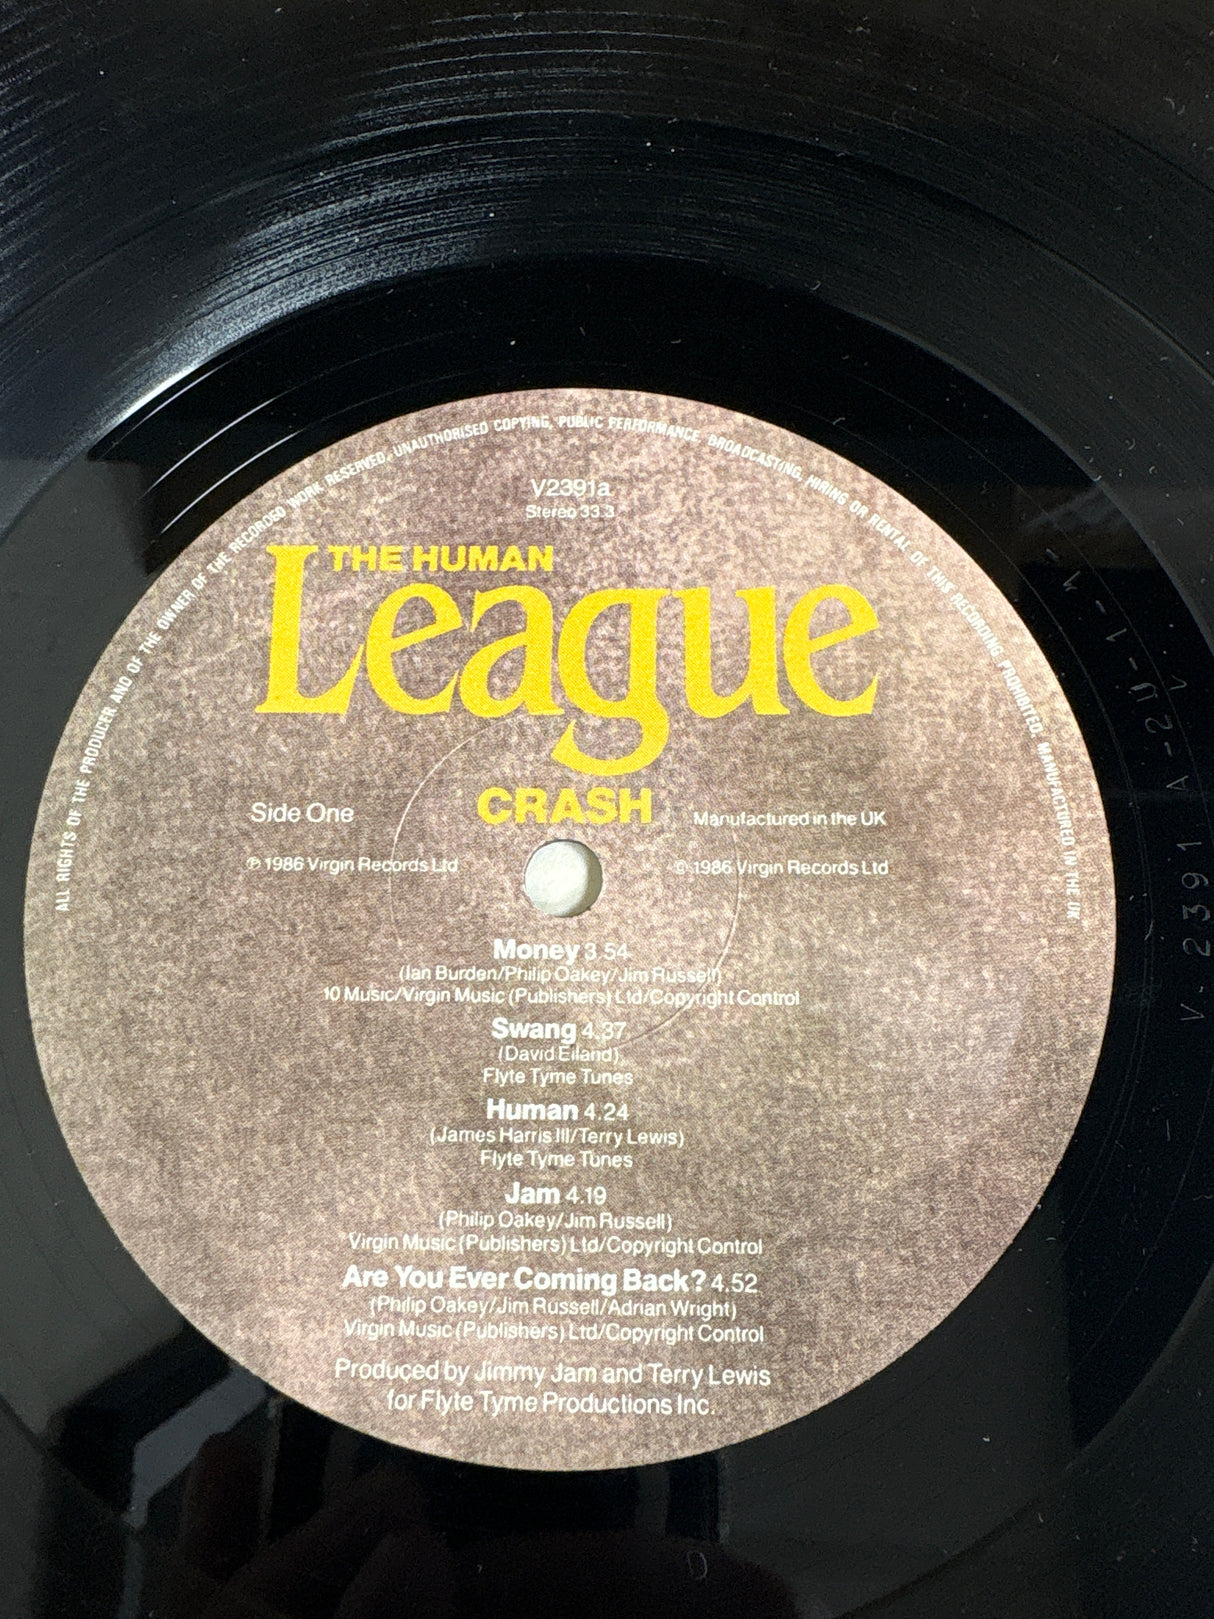 ALL RIGHTS OF THE PRODUCER AND OF THE OWNER OF THE RECORDED WORK RESERVED, UNAUTHORISED COPYING, PUBLIC PERFORMANCE, BROADCASTING, HIRING OR RENTAL OF THIS RECORDING PROHIBITED. MANUFACTURED IN THE UK
V2391a
Stereo 33.3
THE HUMAN
League
CRASH
Side One
Manufactured in the UK
℗ 1986 Virgin Records Ltd
© 1986 Virgin Records Ltd
Money 3.54
(Ian Burden/Philip Oakey/Jim Russell)
10 Music/Virgin Music (Publishers) Ltd/Copyright Control
Swang 4.37
(David Eiland)
Flyte Tyme Tunes
Human 4.24
(James Harris III/Terry Lewis)
Flyte Tyme Tunes
Jam 4.19
(Philip Oakey/Jim Russell)
Virgin Music (Publishers) Ltd/Copyright Control
Are You Ever Coming Back? 4.52
(Philip Oakey/Jim Russell/Adrian Wright)
Virgin Music (Publishers) Ltd/Copyright Control
Produced by Jimmy Jam and Terry Lewis
for Flyte Tyme Productions Inc.
V. 2391 A-2U-1-1-